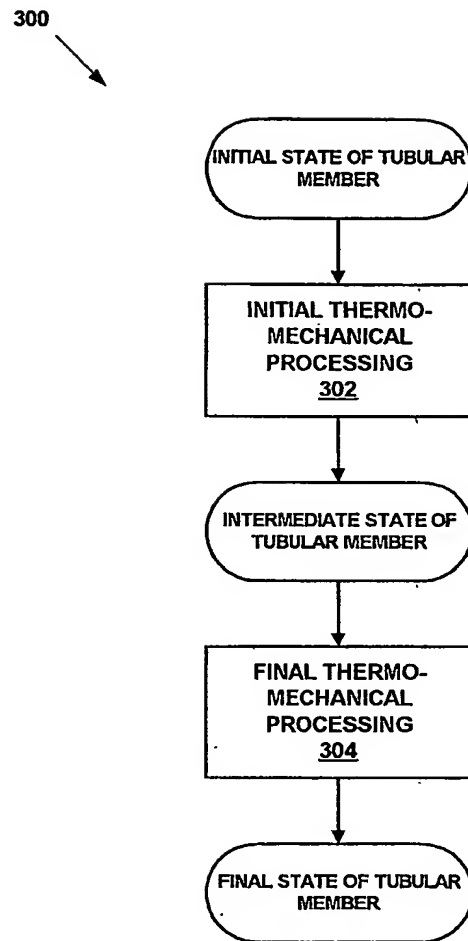 300
INITIAL STATE OF TUBULAR
MEMBER
INITIAL THERMO-
MECHANICAL
PROCESSING
302
INTERMEDIATE STATE OF
TUBULAR MEMBER
FINAL THERMO-
MECHANICAL
PROCESSING
304
FINAL STATE OF TUBULAR
MEMBER